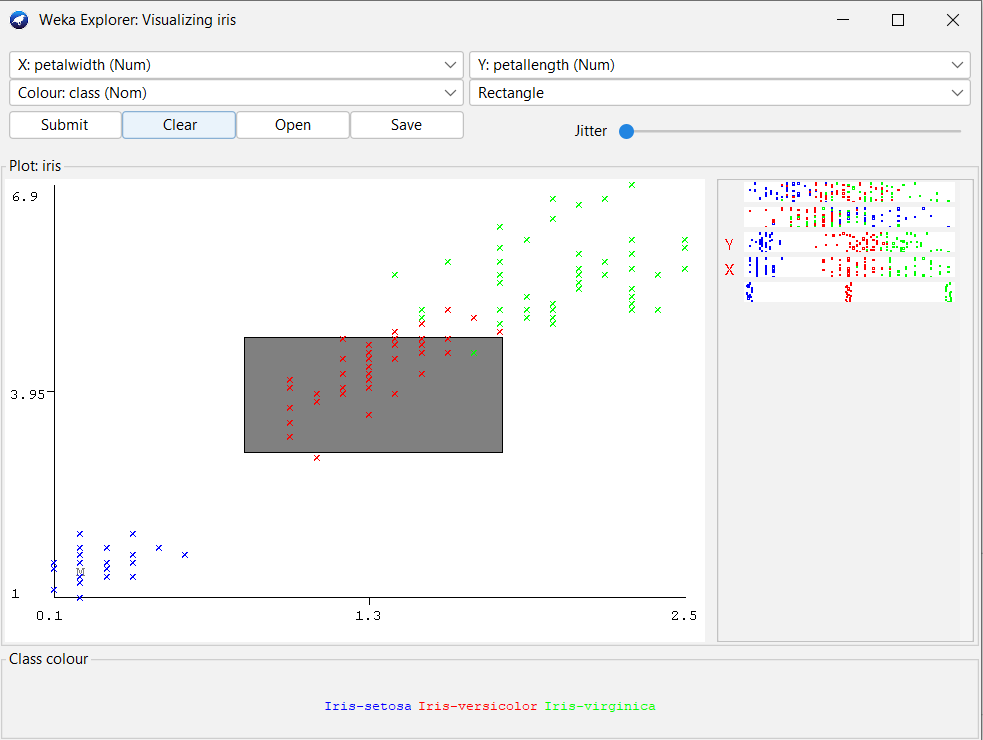 Weka Explorer: Visualizing iris
X: petalwidth (Num) Y: petallength (Num)
Colour: class (Nom) Rectangle
Submit Clear Open Save Jitter
Plot: iris
6.9
3.95
1
0.1 1.3 2.5
Y
X
Class colour
Iris-setosa Iris-versicolor Iris-virginica